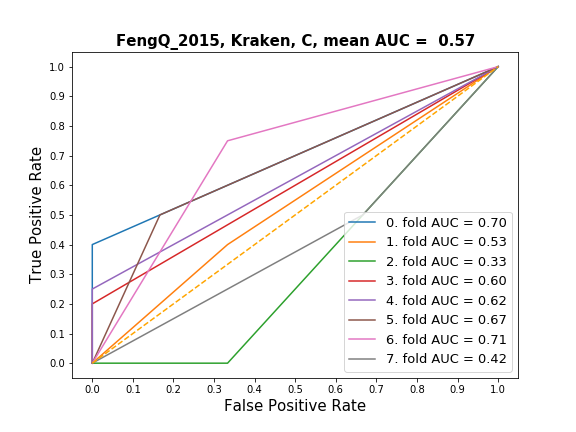 FengQ_2015, Kraken, C, mean AUC =  0.57
True Positive Rate
1.0
0.9
0.8
0.7
0.6
0.5
0.4
0.3
0.2
0.1
0.0
0. fold AUC = 0.70
1. fold AUC = 0.53
2. fold AUC = 0.33
3. fold AUC = 0.60
4. fold AUC = 0.62
5. fold AUC = 0.67
6. fold AUC = 0.71
7. fold AUC = 0.42
0.0 0.1 0.2 0.3 0.4 0.5 0.6 0.7 0.8 0.9 1.0
False Positive Rate